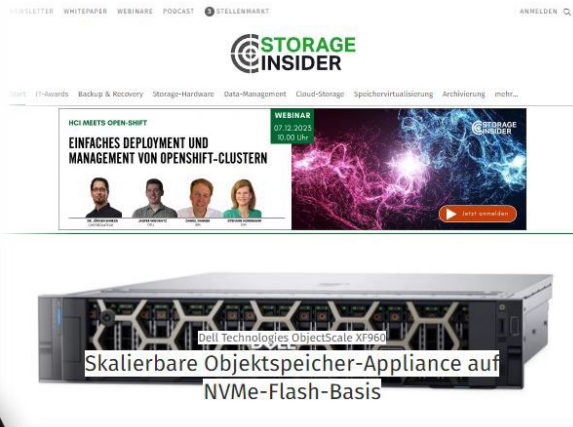 NEWSLETTER WHITEPAPER WEBINARE PODCAST 3 STELLENMARKT ANMELDEN
STORAGE
INSIDER
Start IT-Awards Backup & Recovery Storage-Hardware Data-Management Cloud-Storage Speichervirtualisierung Archivierung mehr...
HCI MEETS OPEN-SHIFT
EINFACHES DEPLOYMENT UND
MANAGEMENT VON OPENSHIFT-CLUSTERN
WEBINAR
07.12.2023
10.00 Uhr
STORAGE
INSIDER
Jetzt anmelden
Dell Technologies ObjectScale XF960
Skalierbare Objektspeicher-Appliance auf
NVMe-Flash-Basis